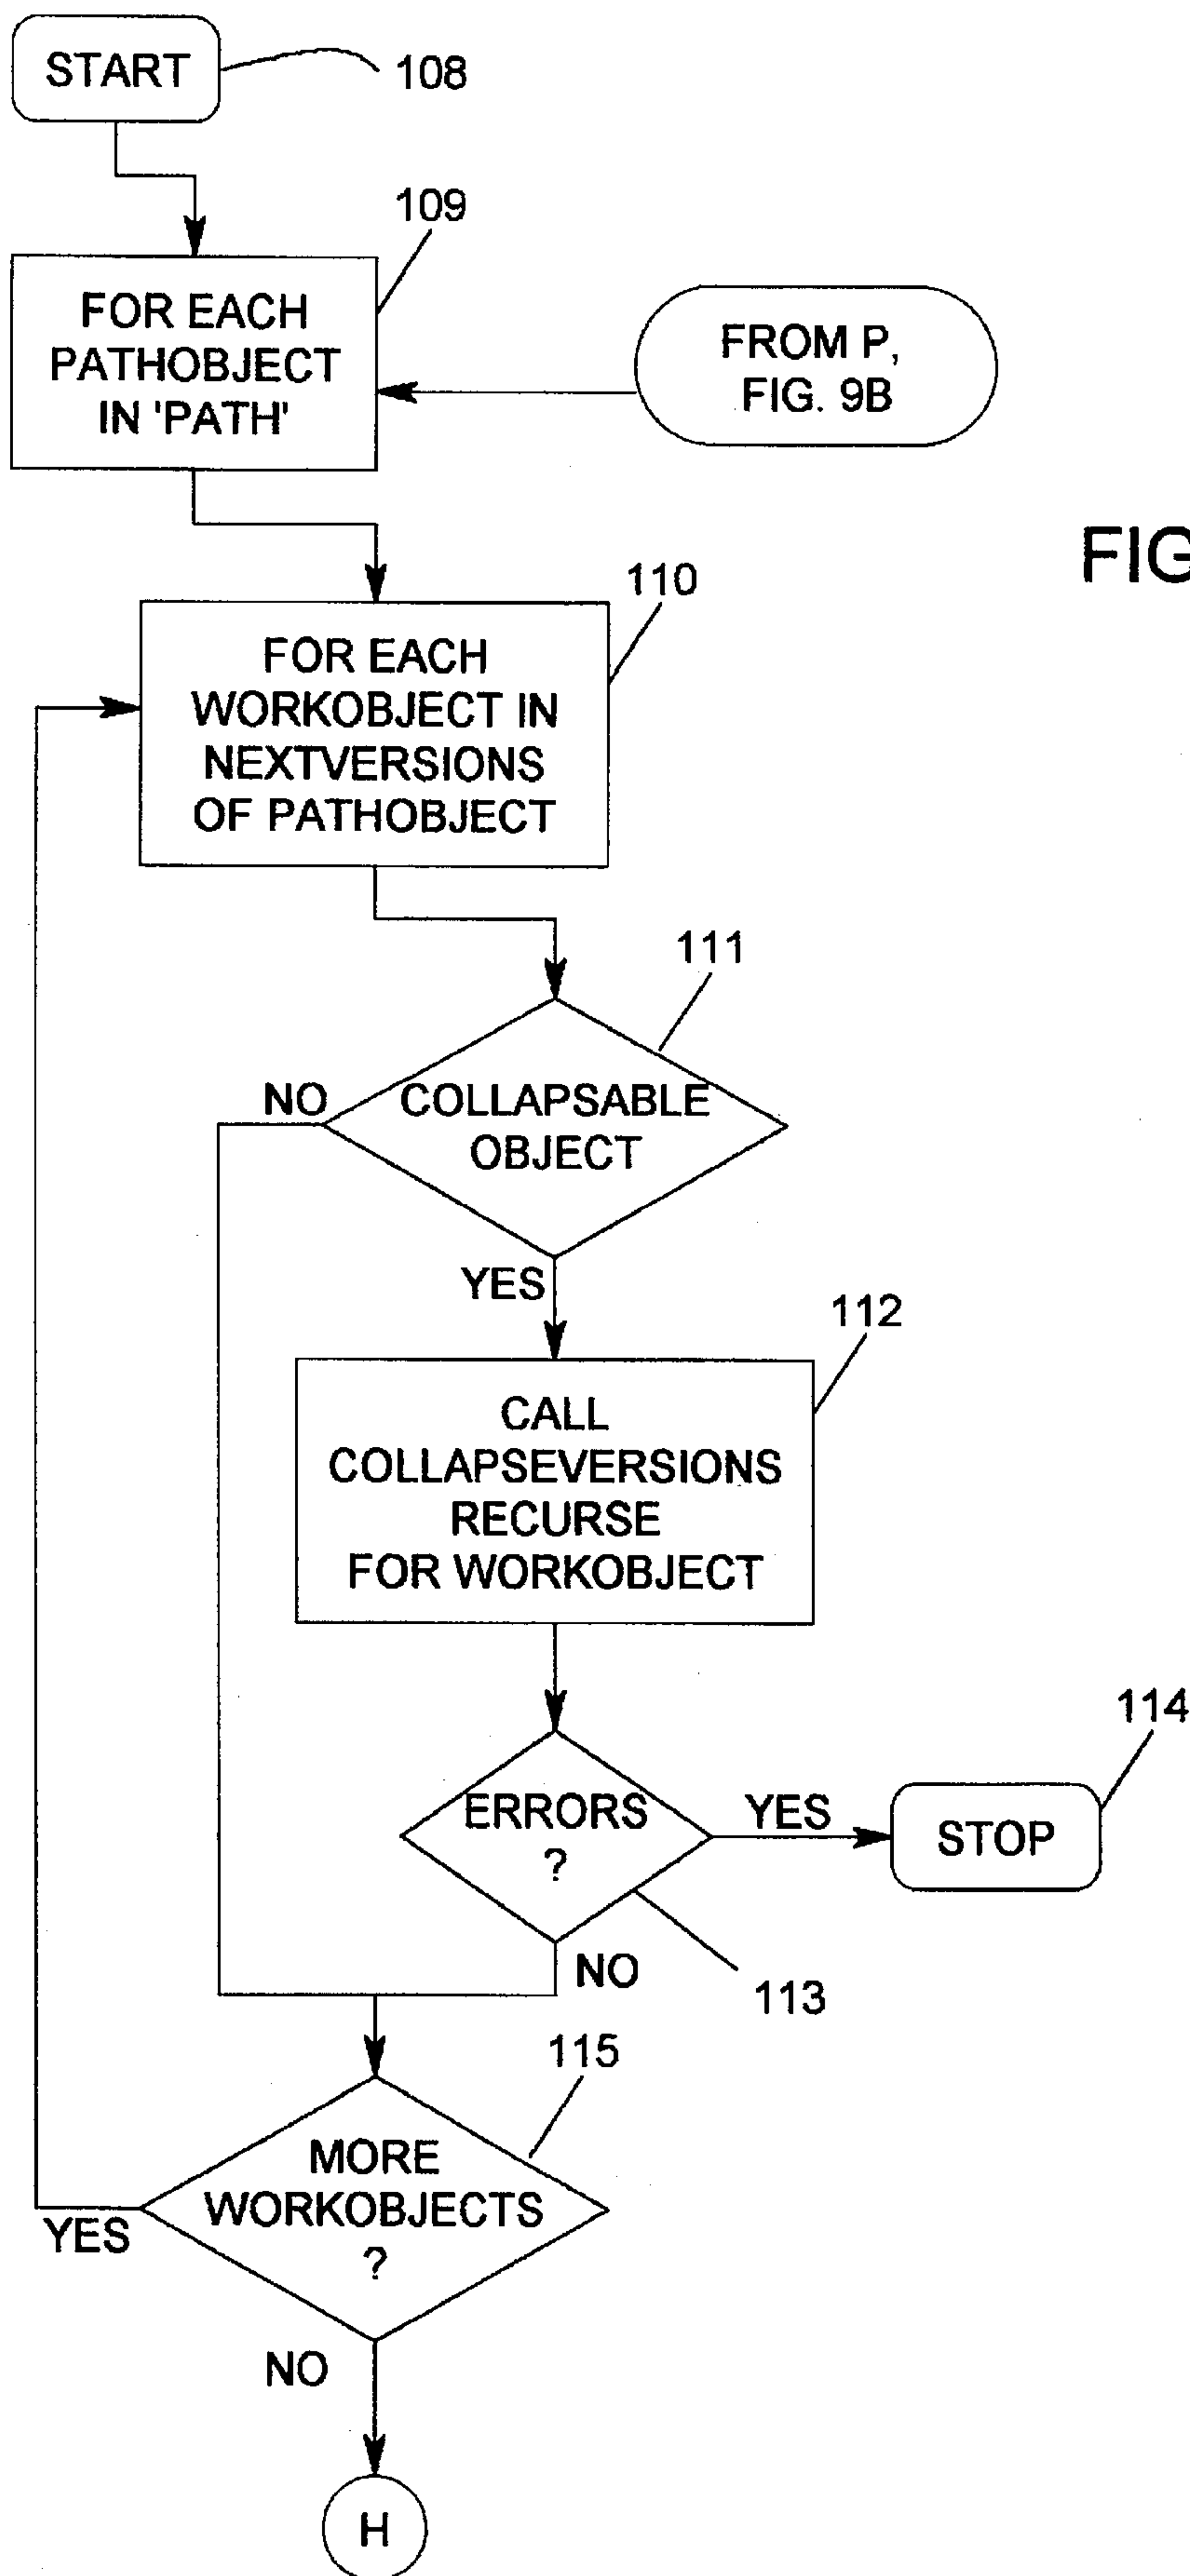 START
108
109
FOR EACH
PATHOBJECT
IN 'PATH'
FROM P,
FIG. 9B
FIG
110
FOR EACH
WORKOBJECT IN
NEXTVERSIONS
OF PATHOBJECT
111
NO
COLLAPSABLE
OBJECT
YES
112
CALL
COLLAPSEVERSIONS
RECURSE
FOR WORKOBJECT
114
ERRORS
?
YES
STOP
NO
113
115
MORE
WORKOBJECTS
?
YES
NO
H